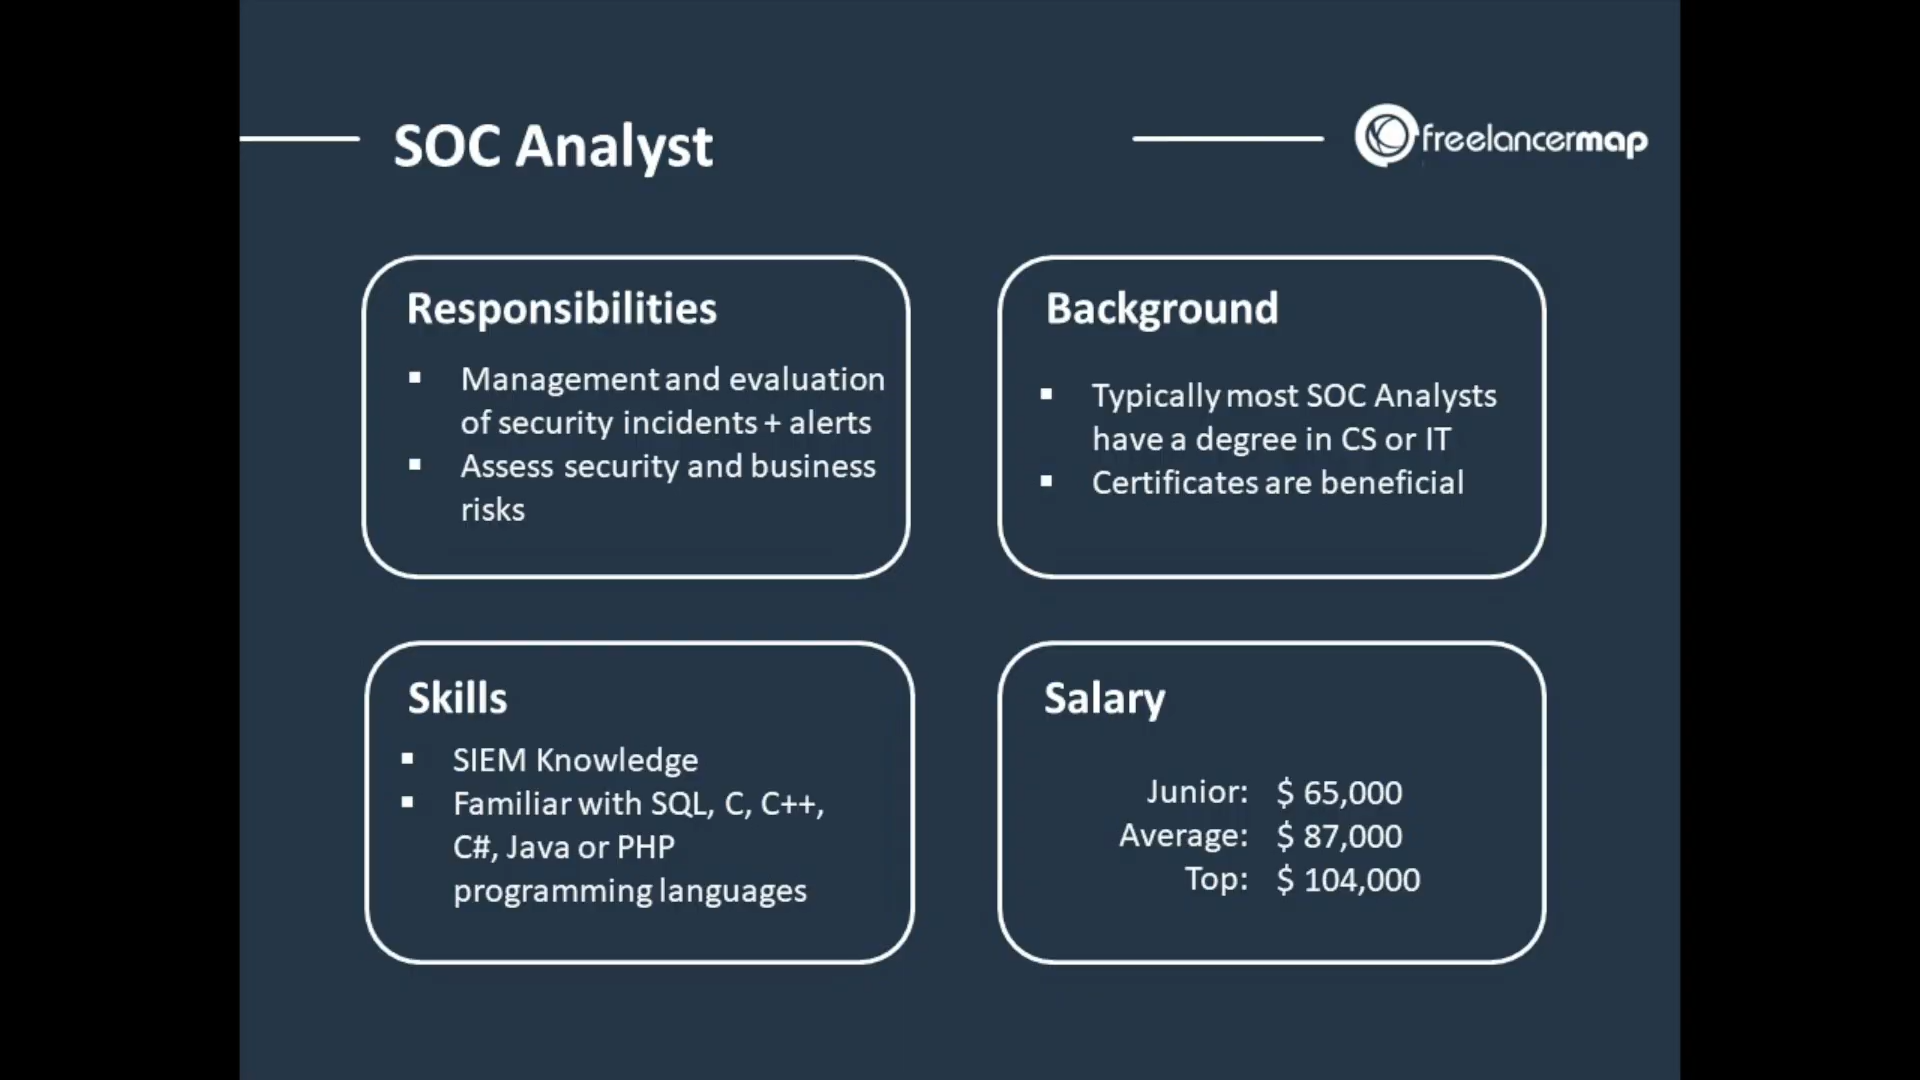 SOC Analyst
freelancermap
Responsibilities
▪ Management and evaluation
of security incidents + alerts
▪ Assess security and business
risks
Background
▪ Typically most SOC Analysts
have a degree in CS or IT
▪ Certificates are beneficial
Skills
▪ SIEM Knowledge
▪ Familiar with SQL, C, C++,
C#, Java or PHP
programming languages
Salary
Junior: $ 65,000
Average: $ 87,000
Top: $ 104,000